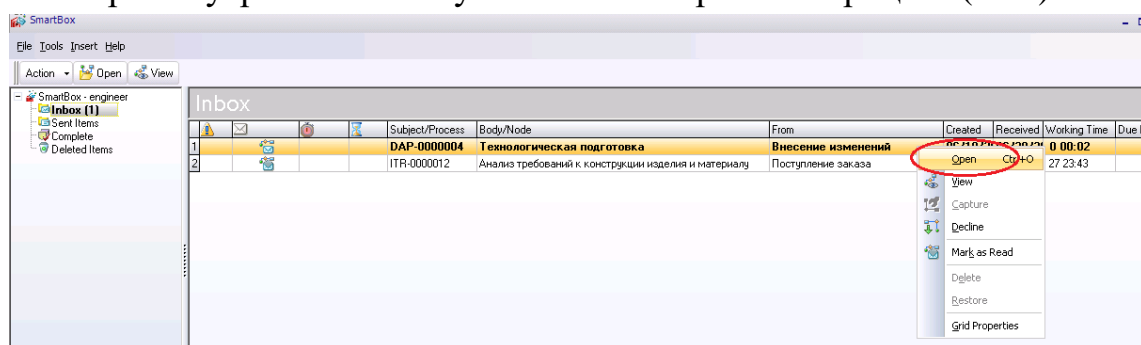 SmartBox
File Tools Insert Help
Action Open View
SmartBox - engineer
Inbox (1)
Sent Items
Complete
Deleted Items
Inbox
Subject/Process Body/Node From Created Received Working Time Due
1 DAP-0000004 Технологическая подготовка Внесение изменений 0 00:02
2 ITR-0000012 Анализ требований к конструкции изделия и материалу Поступление заказа 27 23:43
Open Ctrl+O
View
Capture
Decline
Mark as Read
Delete
Restore
Grid Properties